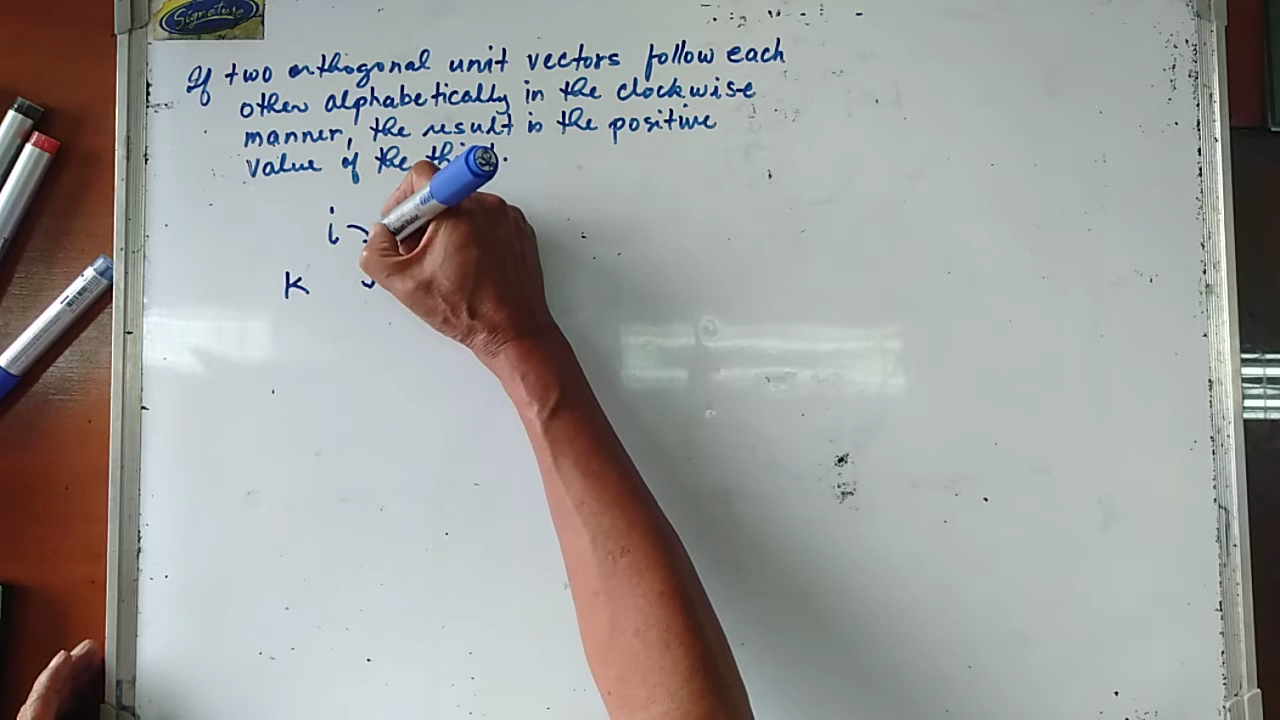 Signature
If two orthogonal unit vectors follow each
other alphabetically in the clockwise
manner, the result is the positive
value of the
i
K